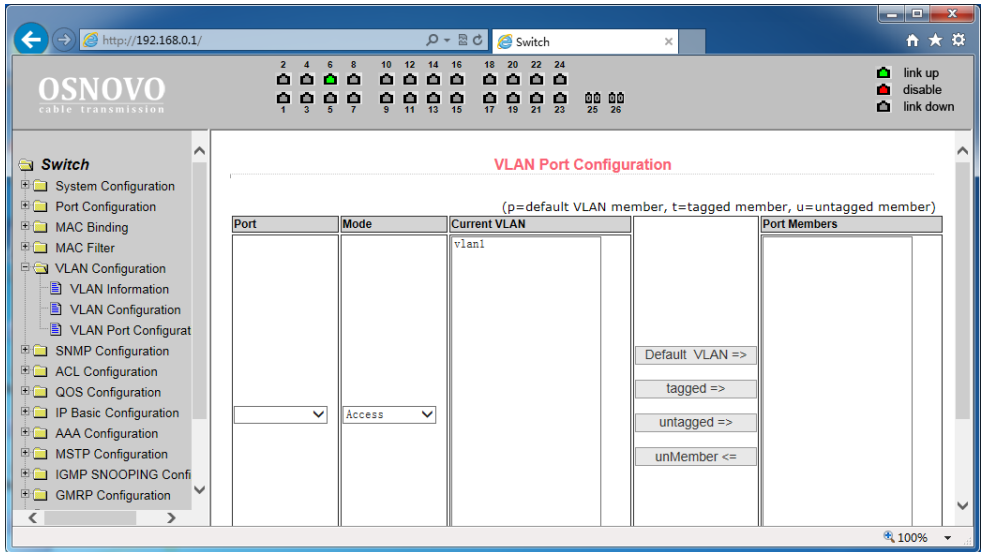 http://192.168.0.1/
Switch
OSNOVO
cable transmission
2 4 6 8 10 12 14 16 18 20 22 24
1 3 5 7 9 11 13 15 17 19 21 23 25 26
link up
disable
link down
Switch
System Configuration
Port Configuration
MAC Binding
MAC Filter
VLAN Configuration
VLAN Information
VLAN Configuration
VLAN Port Configurat
SNMP Configuration
ACL Configuration
QOS Configuration
IP Basic Configuration
AAA Configuration
MSTP Configuration
IGMP SNOOPING Confi
GMRP Configuration
VLAN Port Configuration
(p=default VLAN member, t=tagged member, u=untagged member)
Port Mode Current VLAN Port Members
vlan1
Access
Default VLAN =>
tagged =>
untagged =>
unMember <=
100%